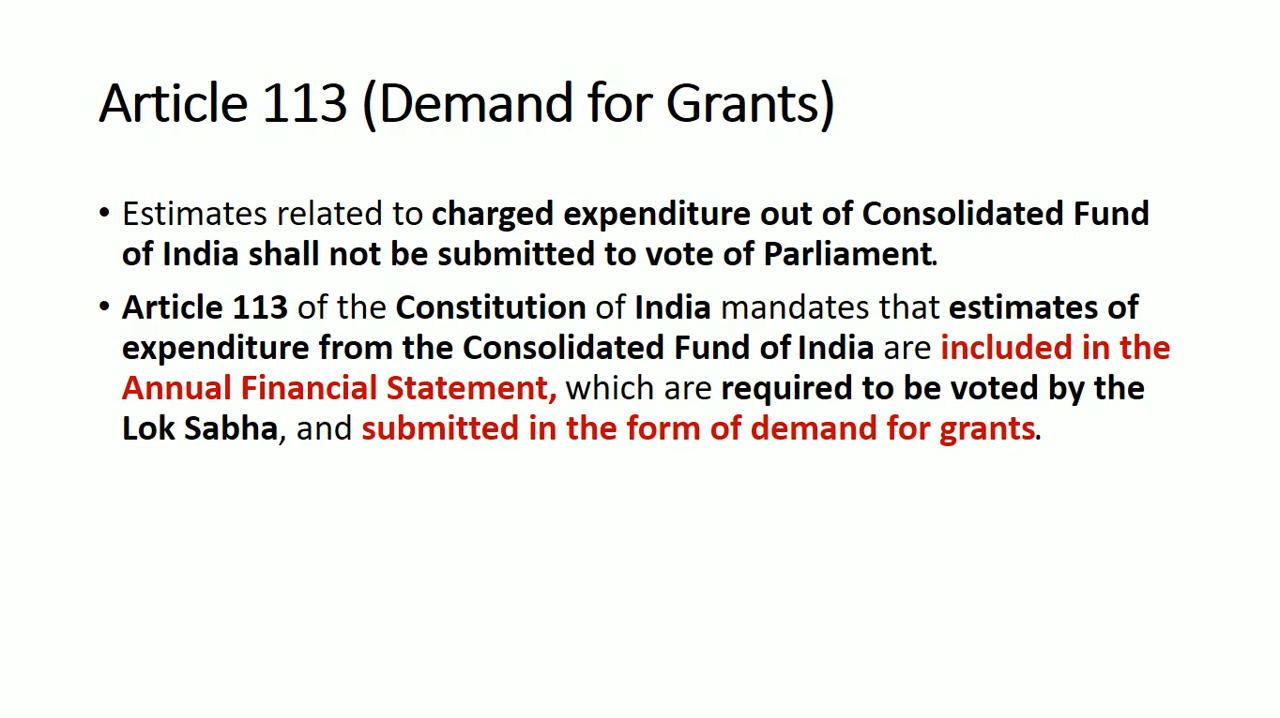 Article 113 (Demand for Grants)
• Estimates related to charged expenditure out of Consolidated Fund
of India shall not be submitted to vote of Parliament.
• Article 113 of the Constitution of India mandates that estimates of
expenditure from the Consolidated Fund of India are included in the
Annual Financial Statement, which are required to be voted by the
Lok Sabha, and submitted in the form of demand for grants.